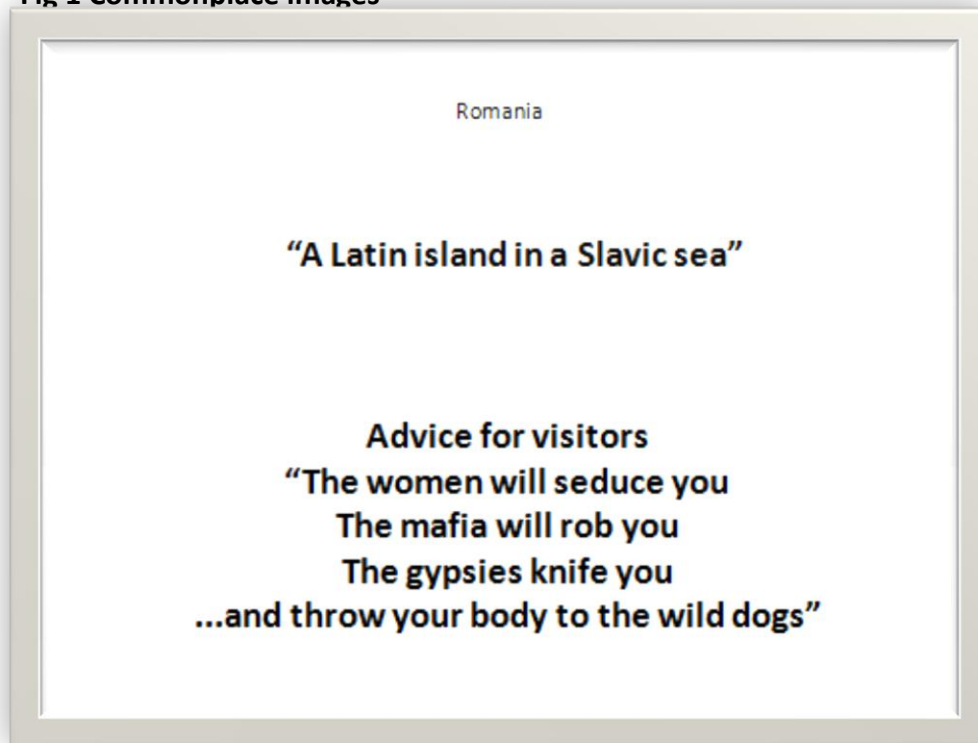 Fig 1 Commonplace images
Romania
“A Latin island in a Slavic sea”
Advice for visitors
“The women will seduce you
The mafia will rob you
The gypsies knife you
...and throw your body to the wild dogs”